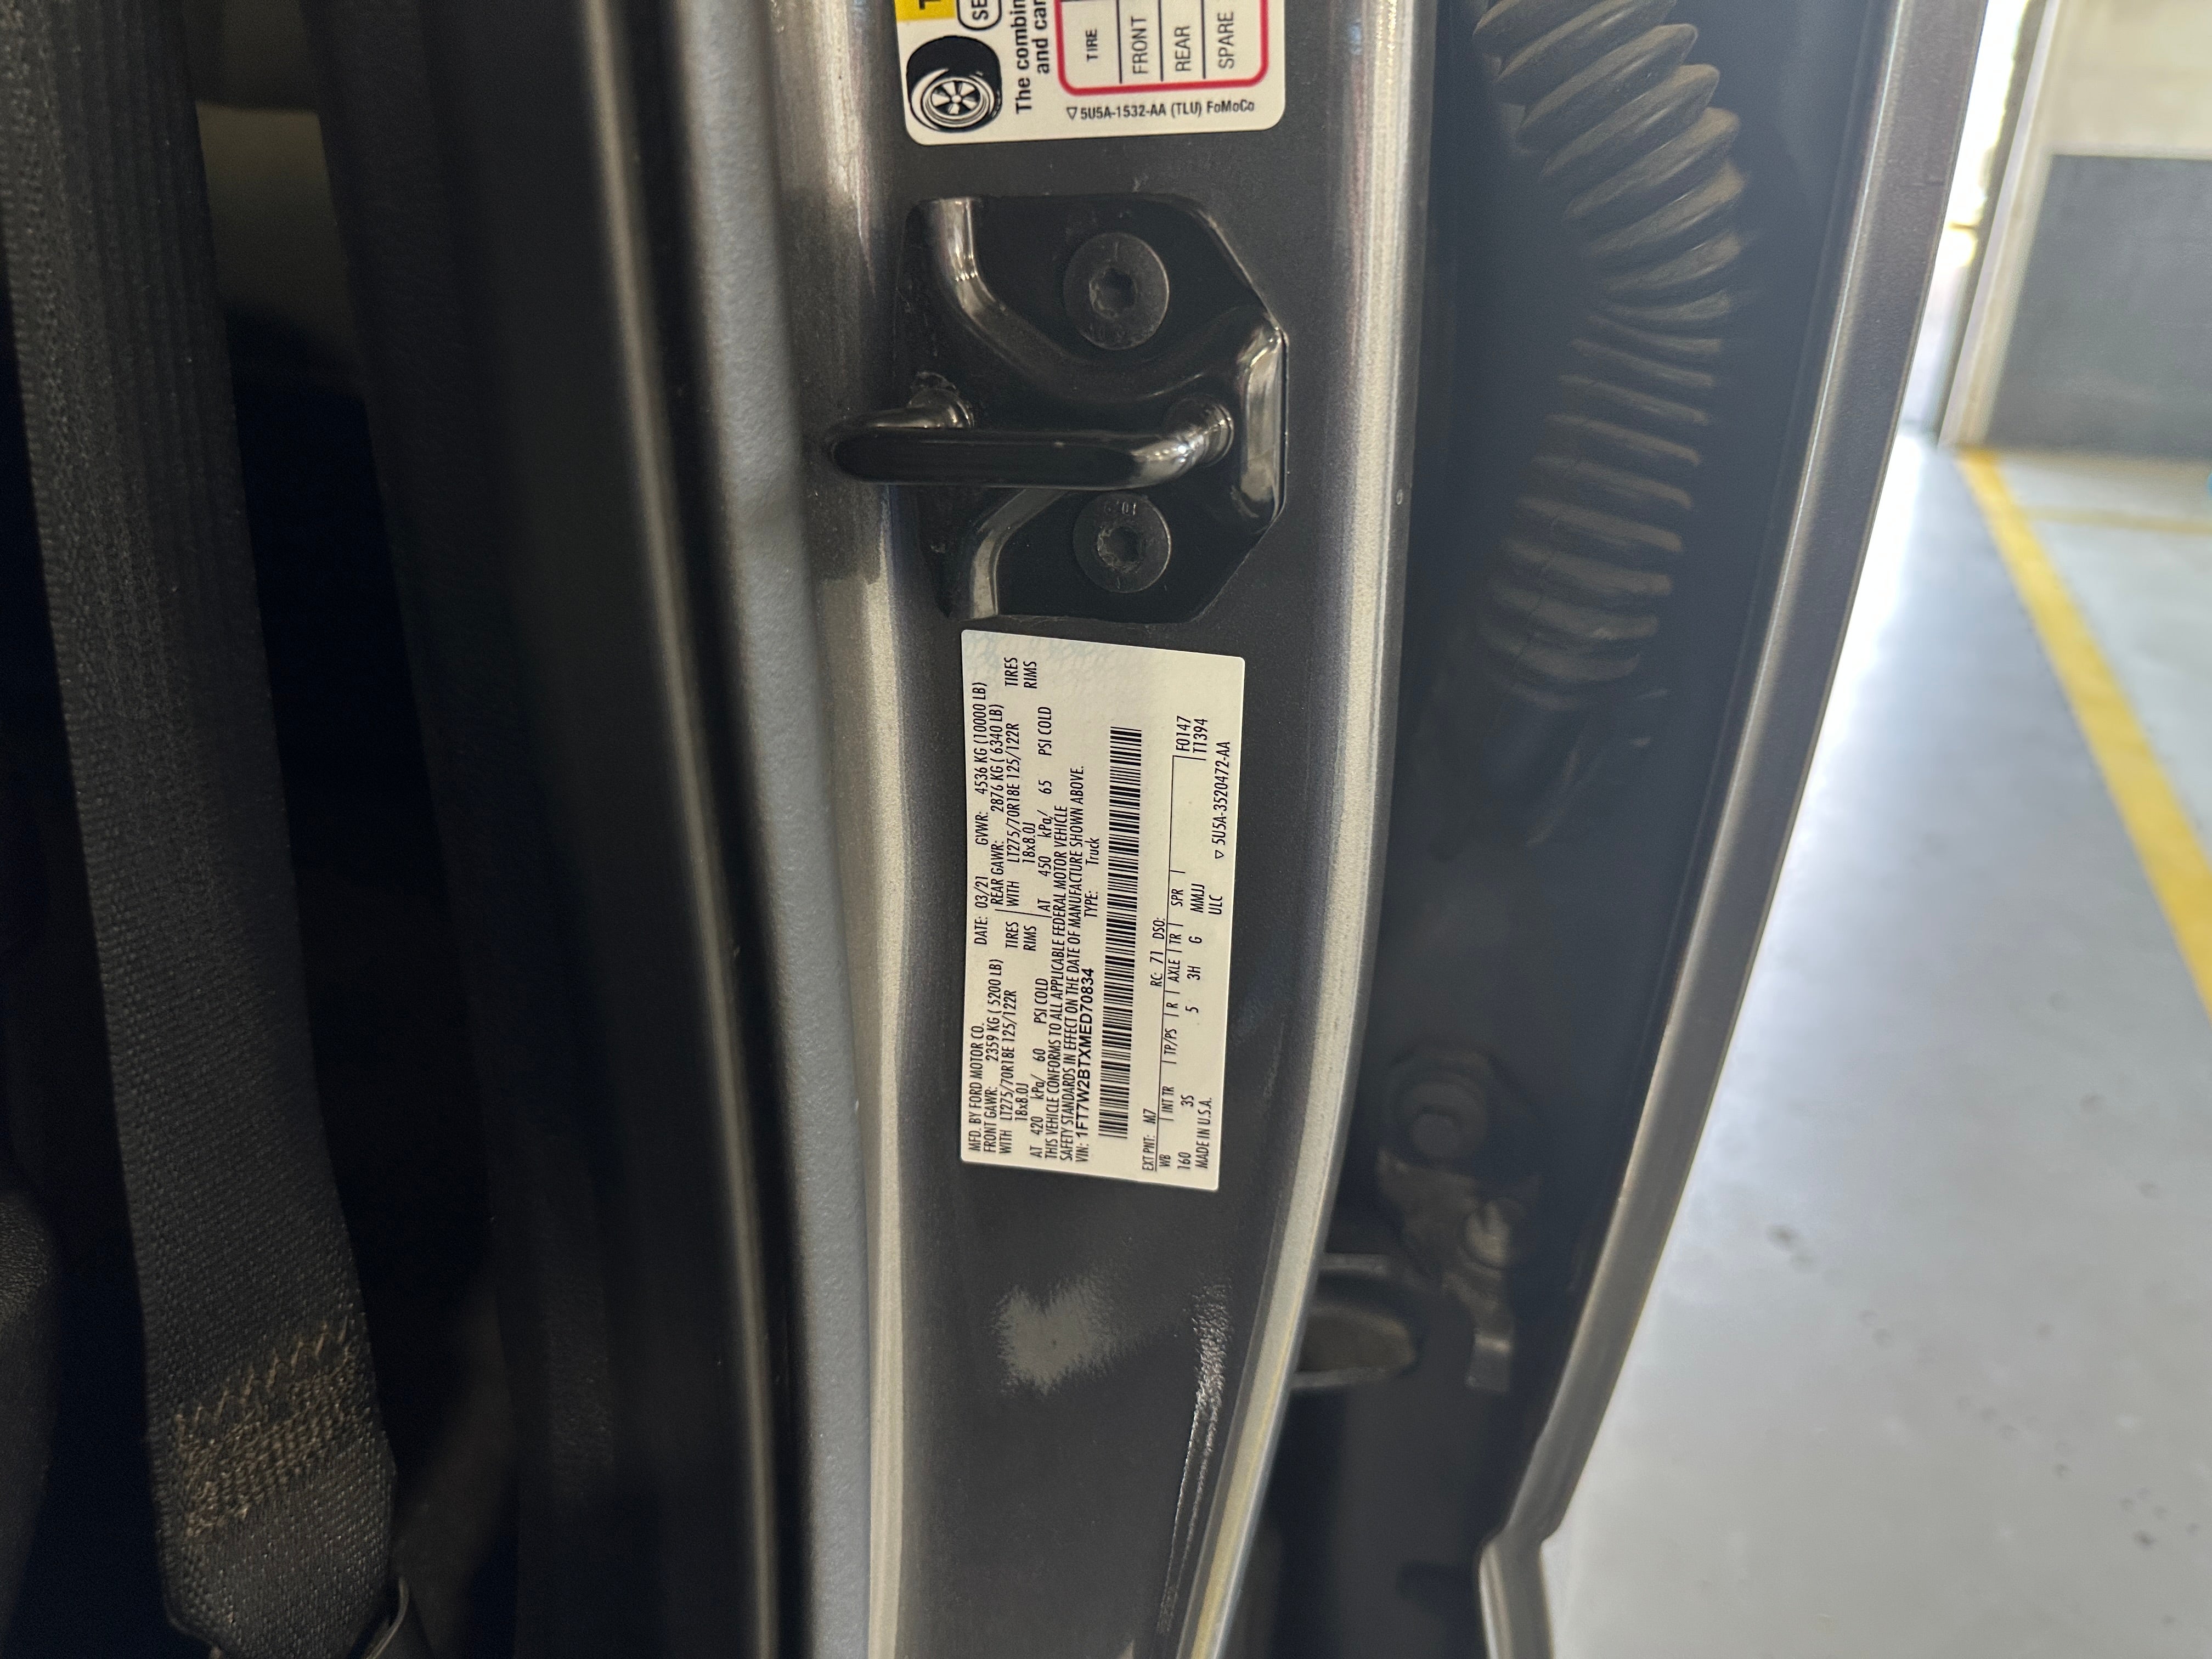 The combin
and car
TIRE
FRONT
REAR
SPARE
▽5U5A-1532-AA (TLU) FoMoCo
MFD. BY FORD MOTOR CO.
DATE: 03/21 GVWR: 4536 KG (10000 LB)
FRONT GAWR: 2359 KG ( 5200 LB) REAR GAWR: 2876 KG ( 6340 LB)
WITH LT275/70R18E 125/122R TIRES WITH LT275/70R18E 125/122R TIRES
18x8.0J RIMS 18x8.0J RIMS
AT 420 kPa/ 60 PSI COLD AT 450 kPa/ 65 PSI COLD
THIS VEHICLE CONFORMS TO ALL APPLICABLE FEDERAL MOTOR VEHICLE
SAFETY STANDARDS IN EFFECT ON THE DATE OF MANUFACTURE SHOWN ABOVE.
VIN: 1FT7W2BTXMED70834 TYPE: Truck
EXT PNT: M7 RC: 71 DSO:
WB INT TR TP/PS R AXLE TR SPR F0147
160 3S 5 3H G MMJJ T1394
MADE IN U.S.A. ULC ▽5U5A-3520472-AA